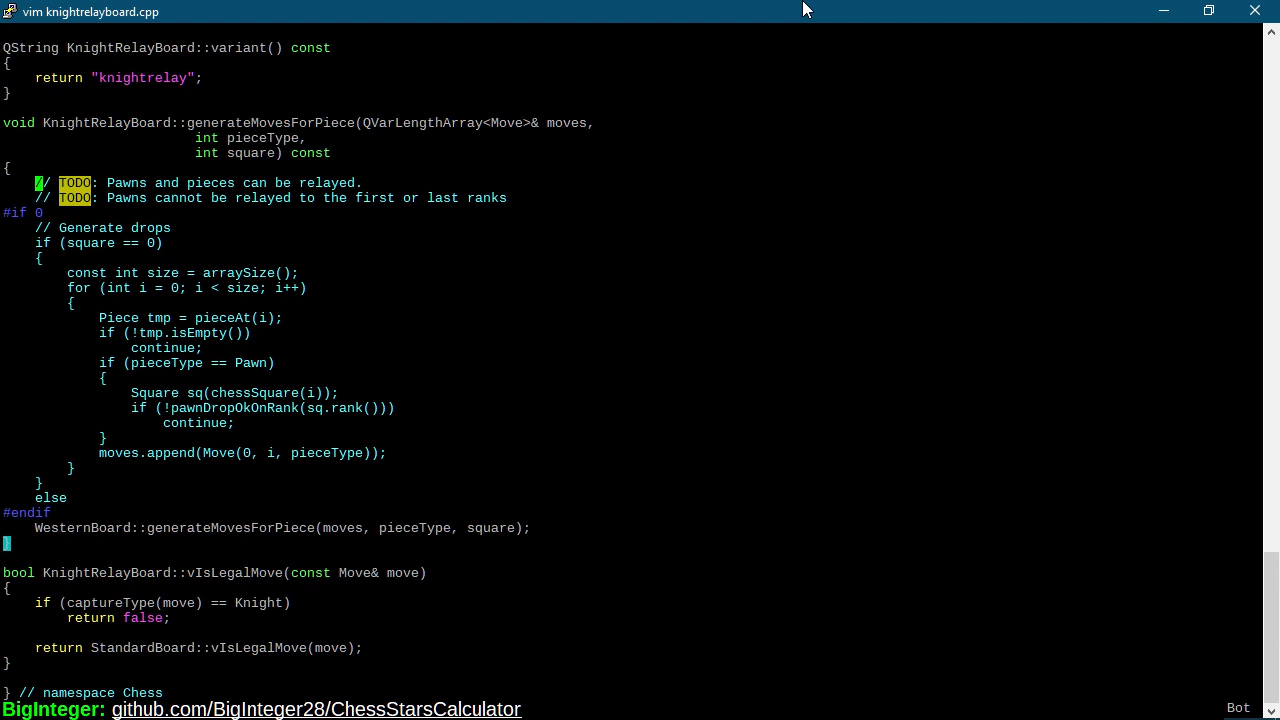 vim knightrelayboard.cpp
QString KnightRelayBoard::variant() const
{
    return "knightrelay";
}
void KnightRelayBoard::generateMovesForPiece(QVarLengthArray<Move>& moves,
                        int pieceType,
                        int square) const
{
    // TODO: Pawns and pieces can be relayed.
    // TODO: Pawns cannot be relayed to the first or last ranks
#if 0
    // Generate drops
    if (square == 0)
    {
        const int size = arraySize();
        for (int i = 0; i < size; i++)
        {
            Piece tmp = pieceAt(i);
            if (!tmp.isEmpty())
                continue;
            if (pieceType == Pawn)
            {
                Square sq(chessSquare(i));
                if (!pawnDropOkOnRank(sq.rank()))
                    continue;
            }
            moves.append(Move(0, i, pieceType));
        }
    }
    else
#endif
    WesternBoard::generateMovesForPiece(moves, pieceType, square);
}
bool KnightRelayBoard::vIsLegalMove(const Move& move)
{
    if (captureType(move) == Knight)
        return false;
    return StandardBoard::vIsLegalMove(move);
}
} // namespace Chess
BigInteger: github.com/BigInteger28/ChessStarsCalculator
Bot